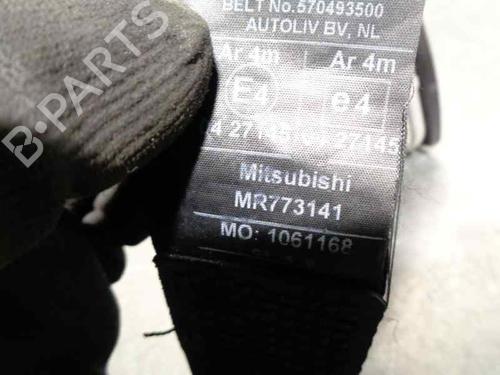 BELT No.570493500
AUTOLIV BV, NL
Ar 4m Ar 4m
E4 e4
Mitsubishi
MR773141
MO: 1061168
B-PARTS